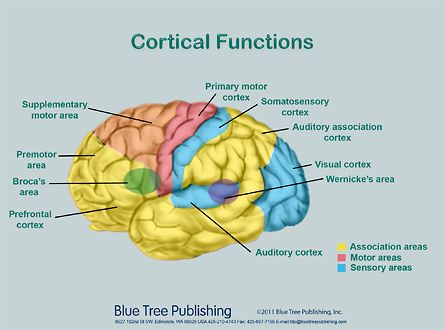 Cortical Functions
Primary motor
cortex
Supplementary
motor area
Somatosensory
cortex
Auditory association
cortex
Premotor
area
Visual cortex
Broca's
area
Wernicke's area
Prefrontal
cortex
Auditory cortex
Association areas
Motor areas
Sensory areas
Blue Tree Publishing
©2011 Blue Tree Publishing, Inc.